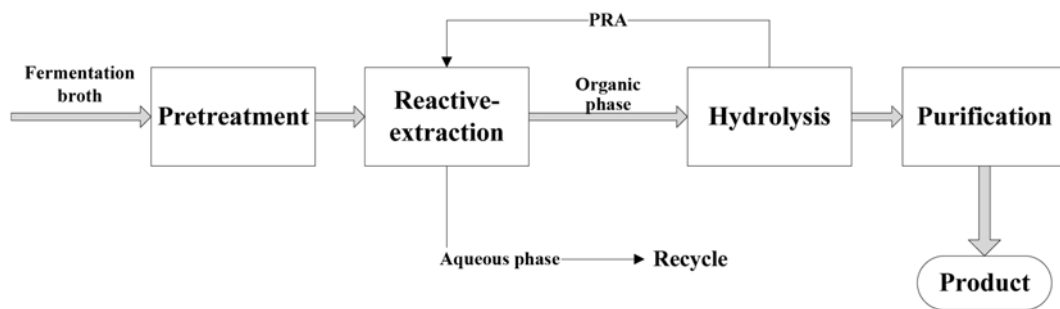 PRA
Fermentation
broth
Pretreatment
Reactive-
extraction
Organic
phase
Hydrolysis
Purification
Aqueous phase
Recycle
Product